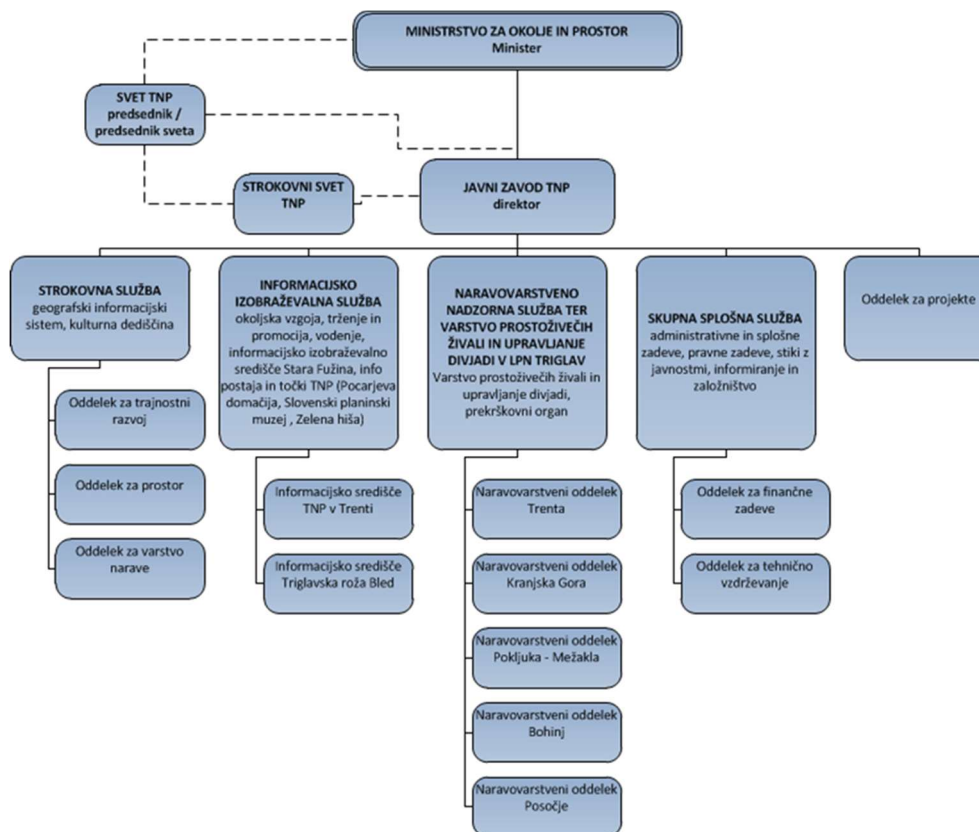 MINISTRSTVO ZA OKOLJE IN PROSTOR
Minister
SVET TNP
predsednik /
predsednik sveta
STROKOVNI SVET
TNP
JAVNI ZAVOD TNP
direktor
STROKOVNA SLUŽBA
geografski informacijski
sistem, kulturna dediščina
Oddelek za trajnostni
razvoj
Oddelek za prostor
Oddelek za varstvo
narave
INFORMACIJSKO
IZOBRAŽEVALNA SLUŽBA
okoljska vzgoja, trženje in
promocija, vodenje,
informacijsko izobraževalno
središče Stara Fužina, info
postaja in točki TNP (Pocarjeva
domačija, Slovenski planinski
muzej , Zelena hiša)
Informacijsko središče
TNP v Trenti
Informacijsko središče
Triglavska roža Bled
NARAVOVARSTVENO
NADZORNA SLUŽBA TER
VARSTVO PROSTOŽIVEČIH
ŽIVALI IN UPRAVLJANJE
DIVJADI V LPN TRIGLAV
Varstvo prostoživečih živali in
upravljanje divjadi,
prekrškovni organ
Naravovarstveni oddelek
Trenta
Naravovarstveni oddelek
Kranjska Gora
Naravovarstveni oddelek
Pokljuka - Mežakla
Naravovarstveni oddelek
Bohinj
Naravovarstveni oddelek
Posočje
SKUPNA SPLOŠNA SLUŽBA
administrativne in splošne
zadeve, pravne zadeve, stiki z
javnostmi, informiranje in
založništvo
Oddelek za finančne
zadeve
Oddelek za tehnično
vzdrževanje
Oddelek za projekte